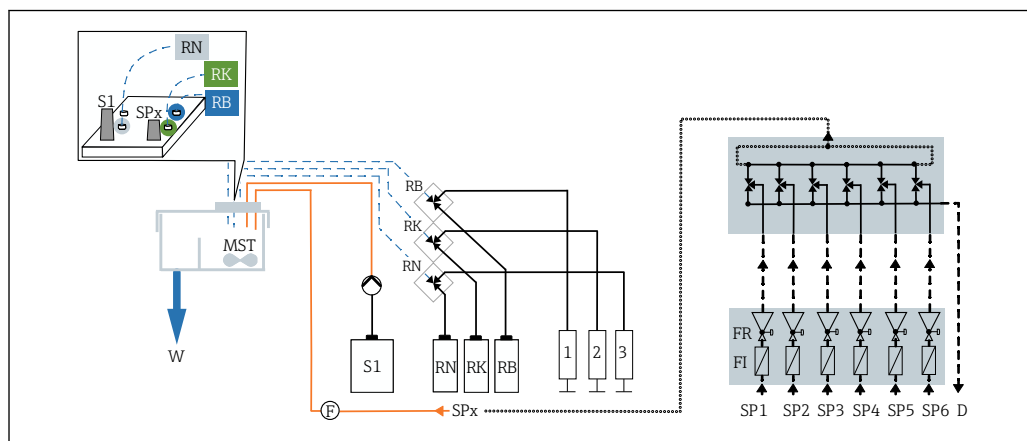 RN
RK
RB
S1
SPx
MST
W
RB
RK
RN
S1
RN
RK
RB
1
2
3
F
SPx
FR
FI
SP1
SP2
SP3
SP4
SP5
SP6
D